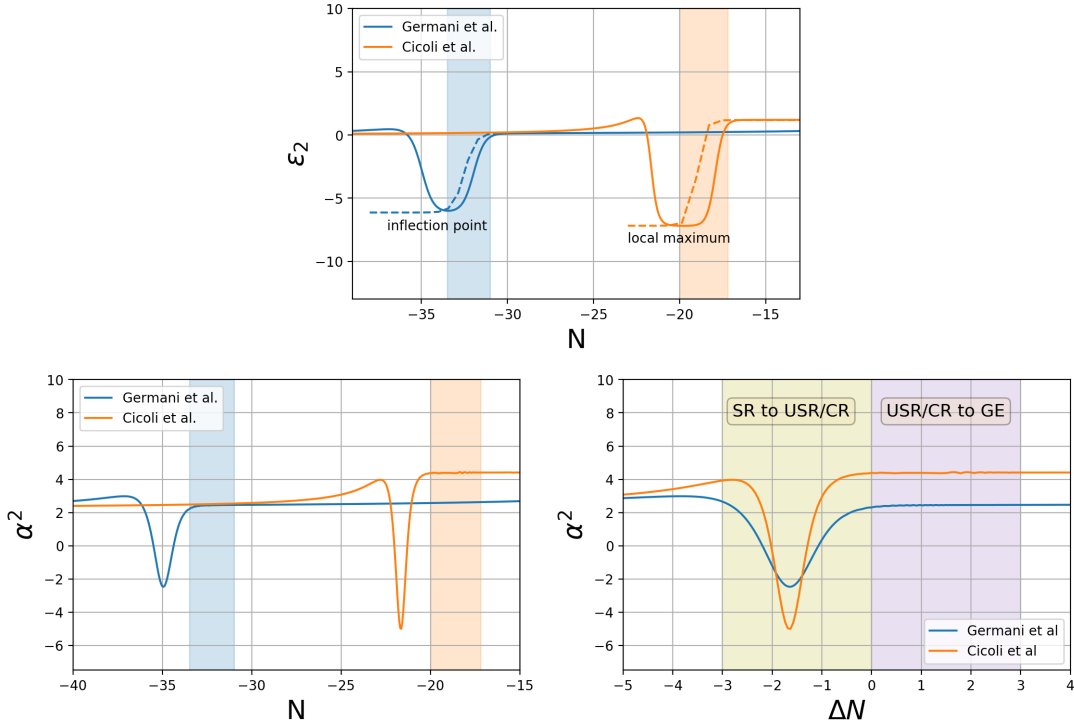 10
5
0
−5
−10
ε2
Germani et al.
Cicoli et al.
inflection point
local maximum
−35
−30
−25
−20
−15
N
10
8
6
4
2
0
−2
−4
−6
α²
Germani et al.
Cicoli et al.
−40
−35
−30
−25
−20
−15
N
10
8
6
4
2
0
−2
−4
−6
α²
SR to USR/CR
USR/CR to GE
Germani et al
Cicoli et al
−5
−4
−3
−2
−1
0
1
2
3
4
ΔN